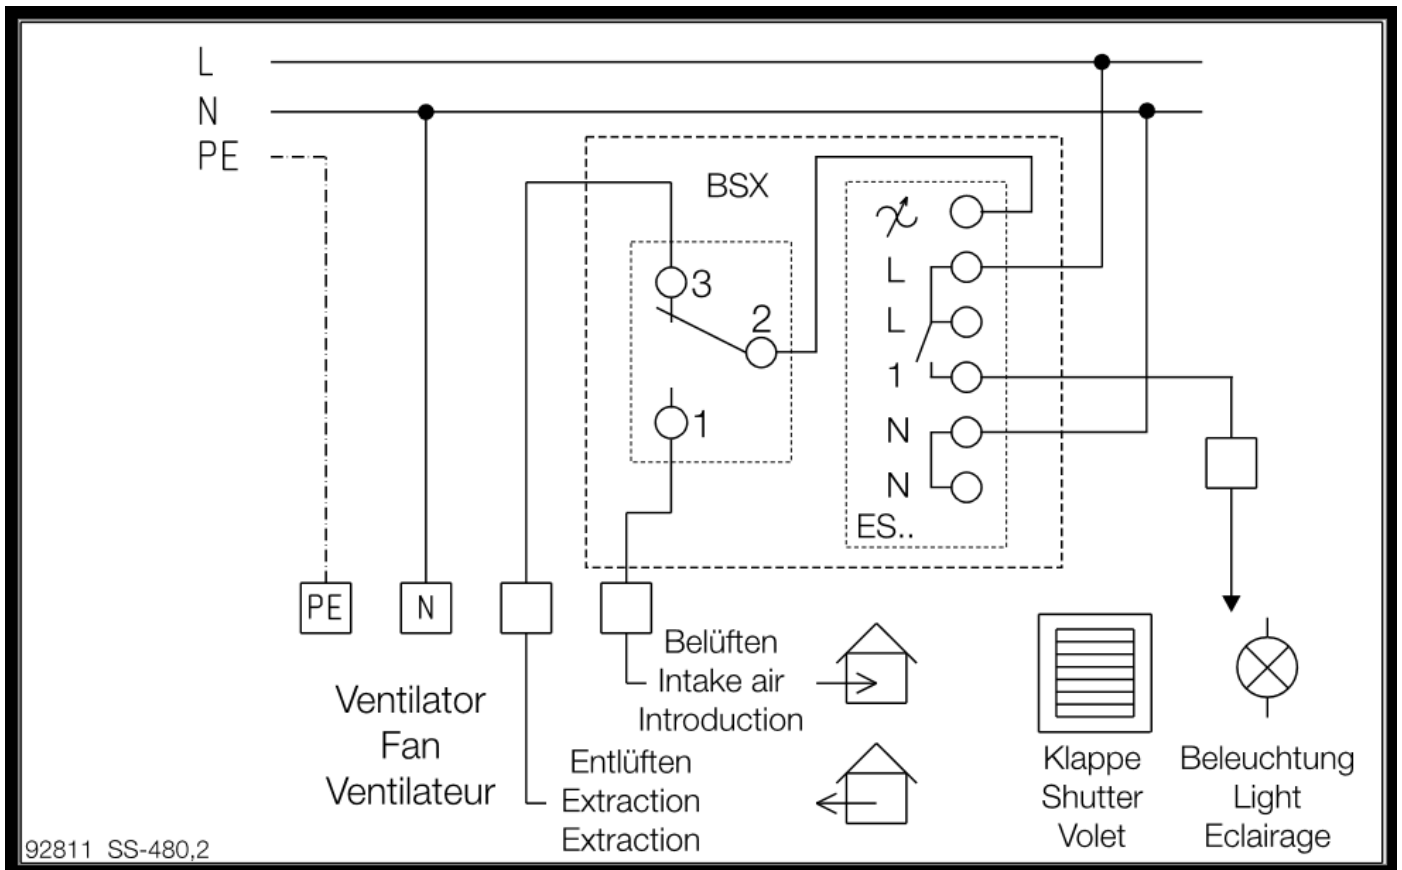 L
N
PE
BSX
3
2
1
L
L
1
N
N
ES..
PE
N
Ventilator
Fan
Ventilateur
Belüften
Intake air
Introduction
Entlüften
Extraction
Extraction
Klappe
Shutter
Volet
Beleuchtung
Light
Eclairage
92811 SS-480,2